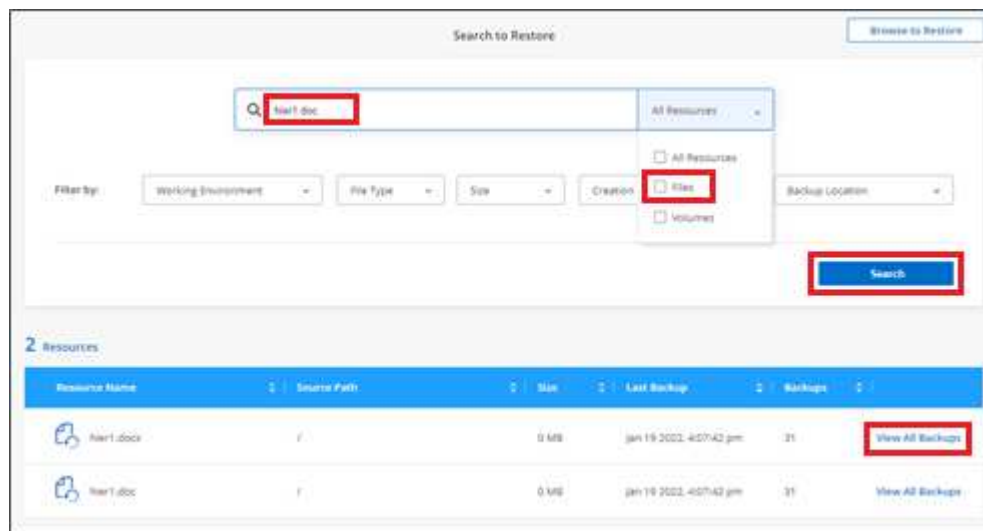 Search to Restore
Browse to Restore
hier1.doc
All Resources
All Resources
Filter by:
Working Environment
File Type
Size
Creation
Files
Backup Location
Volumes
Search
2 Resources
Resource Name
Source Path
Size
Last Backup
Backups
hier1.docx / 0 MB Jan 19 2022, 4:07:42 pm 31 View All Backups
hier1.doc / 0 MB Jan 19 2022, 4:07:42 pm 31 View All Backups